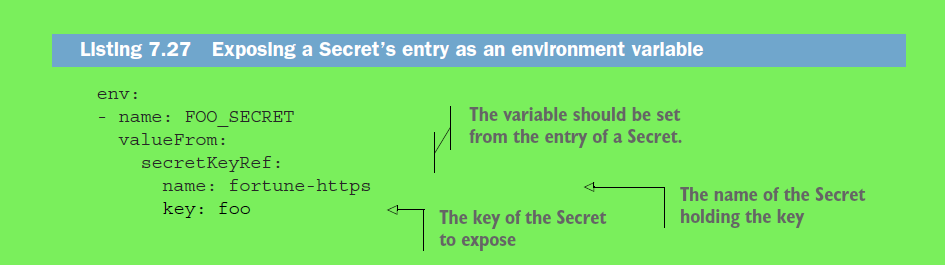 Listing 7.27 Exposing a Secret's entry as an environment variable
env:
- name: FOO_SECRET
valueFrom:
secretKeyRef:
name: fortune-https
key: foo
The variable should be set
from the entry of a Secret.
The name of the Secret
holding the key
The key of the Secret
to expose